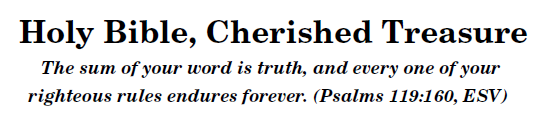 Holy Bible, Cherished Treasure
The sum of your word is truth, and every one of your
righteous rules endures forever. (Psalms 119:160, ESV)